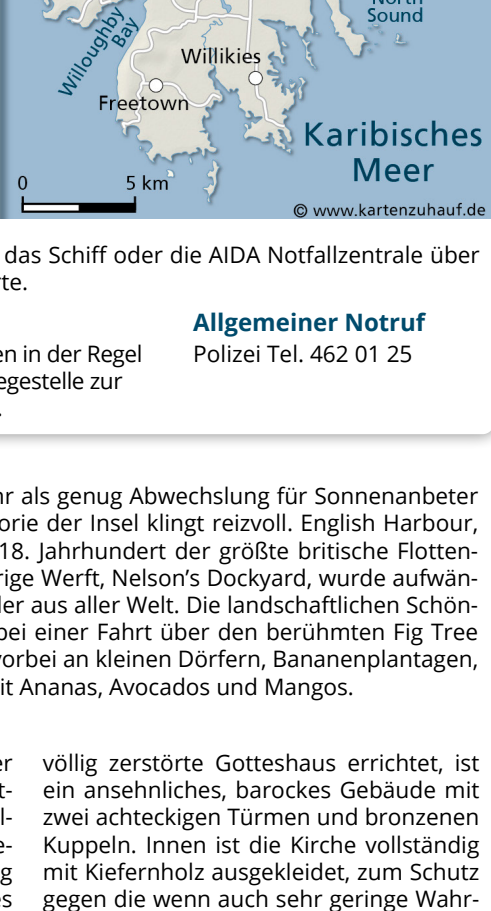 North
Sound
Willoughby
Bay
Willikies
Freetown
Karibisches
Meer
0 5 km
© www.kartenzuhauf.de
das Schiff oder die AIDA Notfallzentrale über
rte.
Allgemeiner Notruf
en in der Regel
Polizei Tel. 462 01 25
egestelle zur
.
hr als genug Abwechslung für Sonnenanbeter
orie der Insel klingt reizvoll. English Harbour,
18. Jahrhundert der größte britische Flotten-
rige Werft, Nelson’s Dockyard, wurde aufwän-
ler aus aller Welt. Die landschaftlichen Schön-
bei einer Fahrt über den berühmten Fig Tree
vorbei an kleinen Dörfern, Bananenplantagen,
it Ananas, Avocados und Mangos.
er
t-
l-
e-
g
es
völlig zerstörte Gotteshaus errichtet, ist
ein ansehnliches, barockes Gebäude mit
zwei achteckigen Türmen und bronzenen
Kuppeln. Innen ist die Kirche vollständig
mit Kiefernholz ausgekleidet, zum Schutz
gegen die wenn auch sehr geringe Wahr-